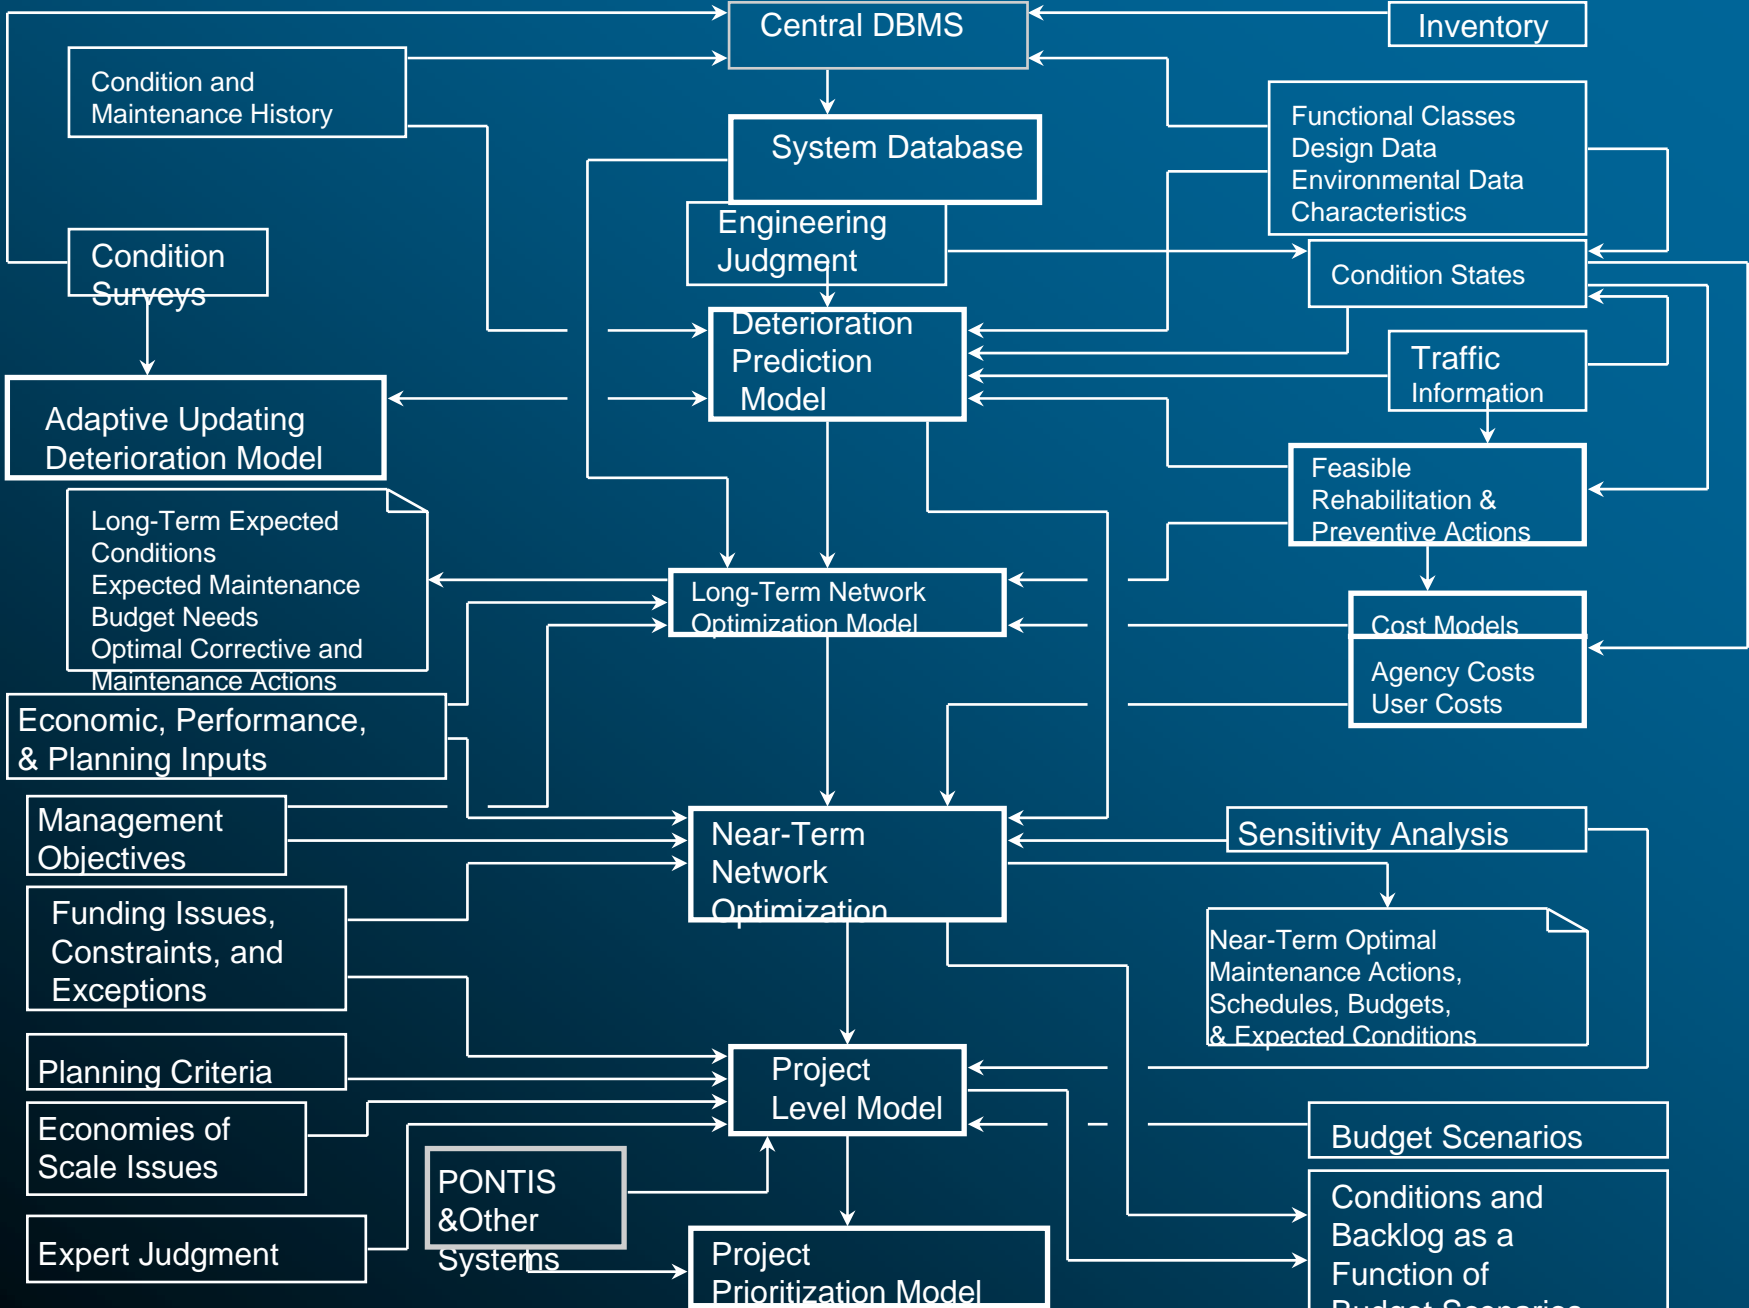 Central DBMS
Inventory
Condition and
Maintenance History
Functional Classes
Design Data
Environmental Data
Characteristics
System Database
Engineering
Judgment
Condition
Surveys
Condition States
Deterioration
Prediction
Model
Traffic
Information
Adaptive Updating
Deterioration Model
Feasible
Rehabilitation &
Preventive Actions
Long-Term Expected
Conditions
Expected Maintenance
Budget Needs
Optimal Corrective and
Maintenance Actions
Long-Term Network
Optimization Model
Cost Models
Agency Costs
User Costs
Economic, Performance,
& Planning Inputs
Management
Objectives
Near-Term
Network
Optimization
Sensitivity Analysis
Funding Issues,
Constraints, and
Exceptions
Near-Term Optimal
Maintenance Actions,
Schedules, Budgets,
& Expected Conditions
Planning Criteria
Project
Level Model
Economies of
Scale Issues
Budget Scenarios
PONTIS
&Other
Systems
Conditions and
Backlog as a
Function of
Budget Scenarios
Expert Judgment
Project
Prioritization Model